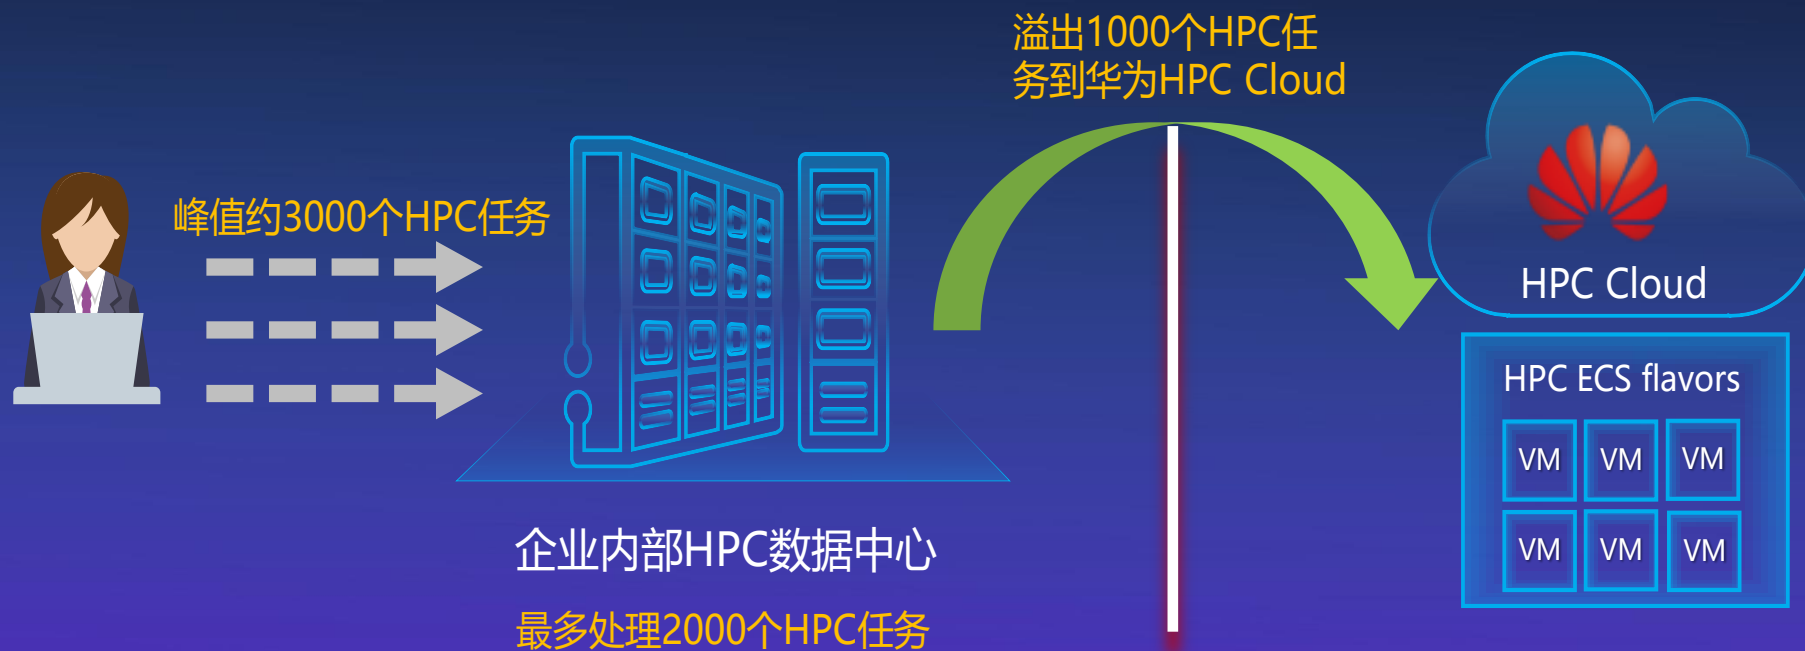 溢出1000个HPC任
务到华为HPC Cloud
峰值约3000个HPC任务
HPC Cloud
HPC ECS flavors
VM VM VM
VM VM VM
企业内部HPC数据中心
最多处理2000个HPC任务